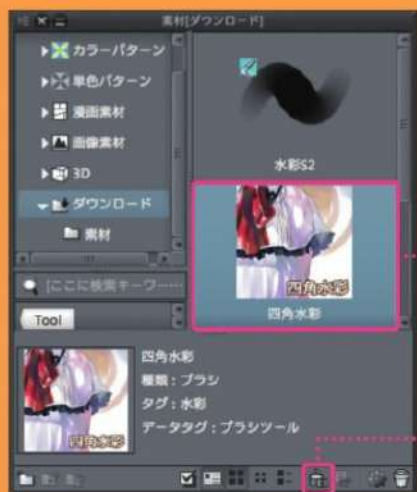 素材[ダウンロード]
カラーパターン
単色パターン
漫画素材
画像素材
3D
ダウンロード
素材
[ここに検索キーワ……
Tool
水彩S2
四角水彩
四角水彩
四角水彩
種類：ブラシ
タグ：水彩
データタグ：ブラシツール
四角水彩